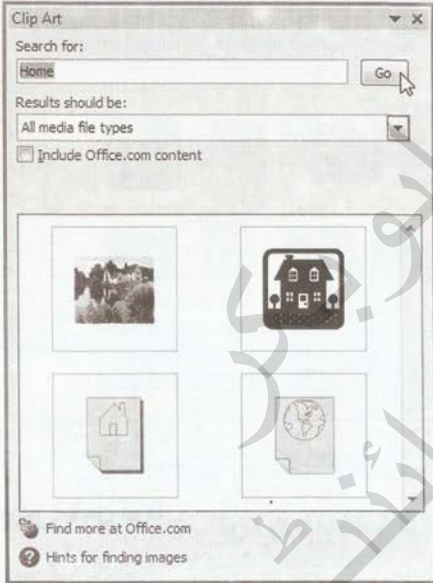 Clip Art
Search for:
Home
Go
Results should be:
All media file types
Include Office.com content
Find more at Office.com
Hints for finding images